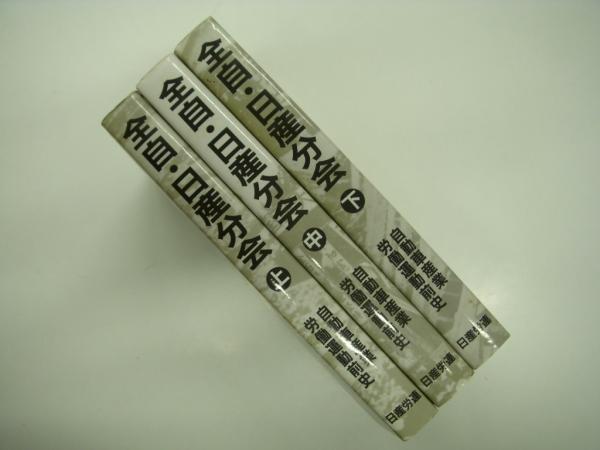 全自・日産分会
上
自動車産業
労働運動前史
日産労連
全自・日産分会
中
自動車産業
労働運動前史
日産労連
全自・日産分会
下
自動車産業
労働運動前史
日産労連